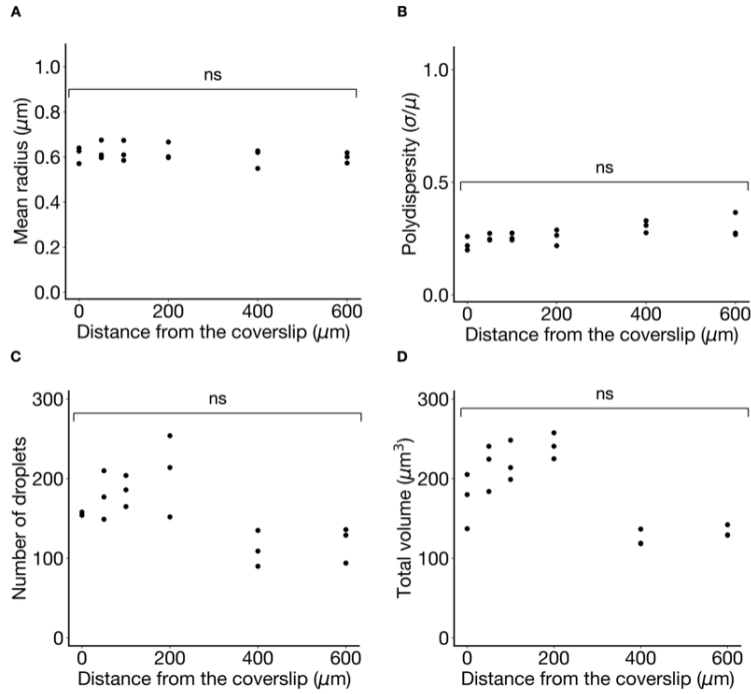 A
ns
1.0
0.8
0.6
0.4
0.2
0.0
Mean radius (μm)
0 200 400 600
Distance from the coverslip (μm)
B
ns
1.0
0.5
0.0
Polydispersity (σ/μ)
0 200 400 600
Distance from the coverslip (μm)
C
ns
300
200
100
0
Number of droplets
0 200 400 600
Distance from the coverslip (μm)
D
ns
300
200
100
0
Total volume (μm³)
0 200 400 600
Distance from the coverslip (μm)